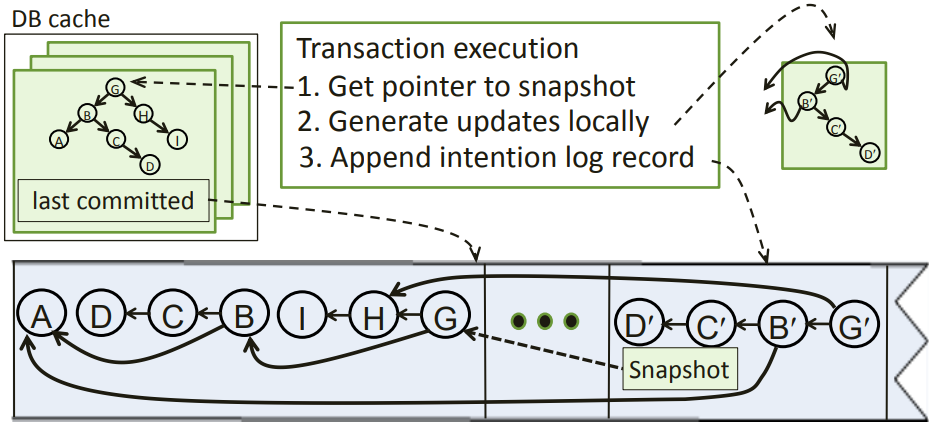 DB cache
G
B
H
A
C
I
D
last committed
Transaction execution
1. Get pointer to snapshot
2. Generate updates locally
3. Append intention log record
G′
B′
C′
D′
A D C B I H G D′ C′ B′ G′
Snapshot